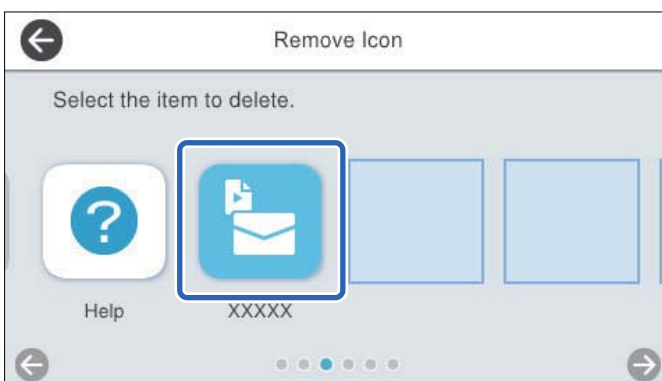 Remove Icon
Select the item to delete.
?
Help
XXXXX